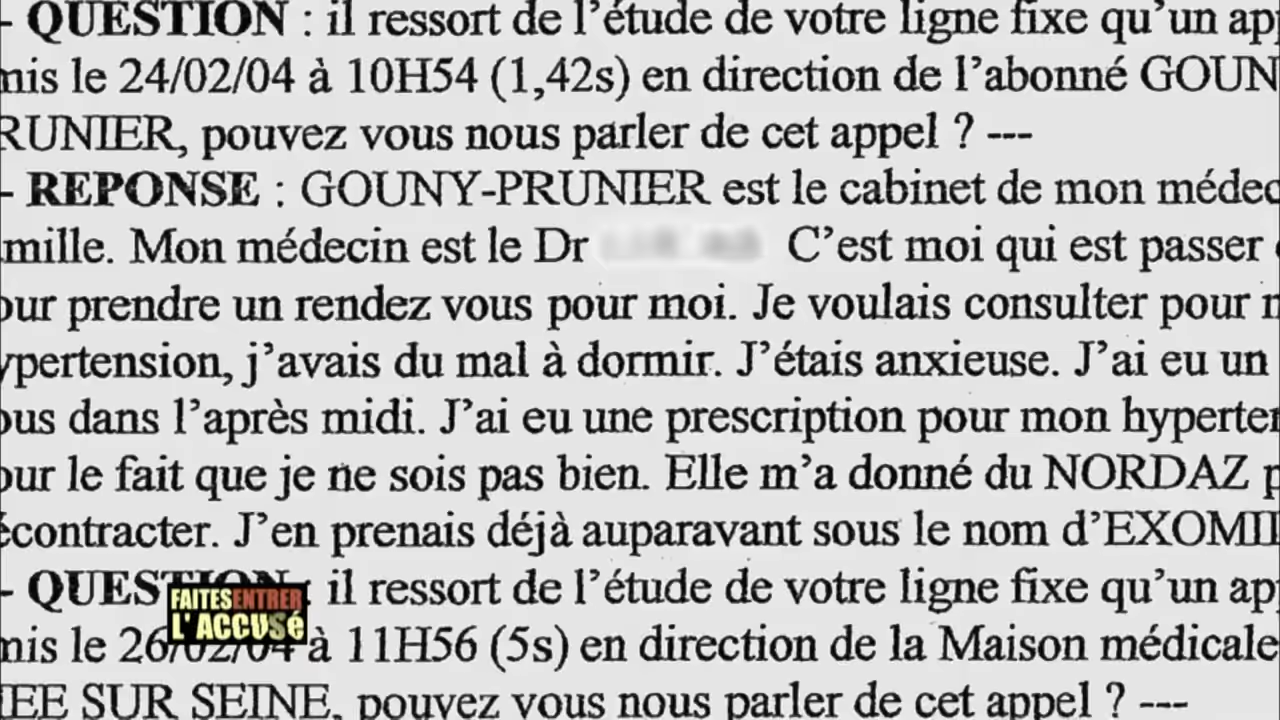 - QUESTION : il ressort de l'étude de votre ligne fixe qu'un ap
mis le 24/02/04 à 10H54 (1,42s) en direction de l'abonné GOUN
RUNIER, pouvez vous nous parler de cet appel ? ---
- REPONSE : GOUNY-PRUNIER est le cabinet de mon médec
mille. Mon médecin est le Dr C'est moi qui est passer
our prendre un rendez vous pour moi. Je voulais consulter pour
ypertension, j'avais du mal à dormir. J'étais anxieuse. J'ai eu un
ous dans l'après midi. J'ai eu une prescription pour mon hyperten
our le fait que je ne sois pas bien. Elle m'a donné du NORDAZ p
écontracter. J'en prenais déjà auparavant sous le nom d'EXOMI
- QUESTION : il ressort de l'étude de votre ligne fixe qu'un ap
mis le 26/02/04 à 11H56 (5s) en direction de la Maison médicale
EE SUR SEINE, pouvez vous nous parler de cet appel ? ---
FAITES ENTRER
L'ACCUSé